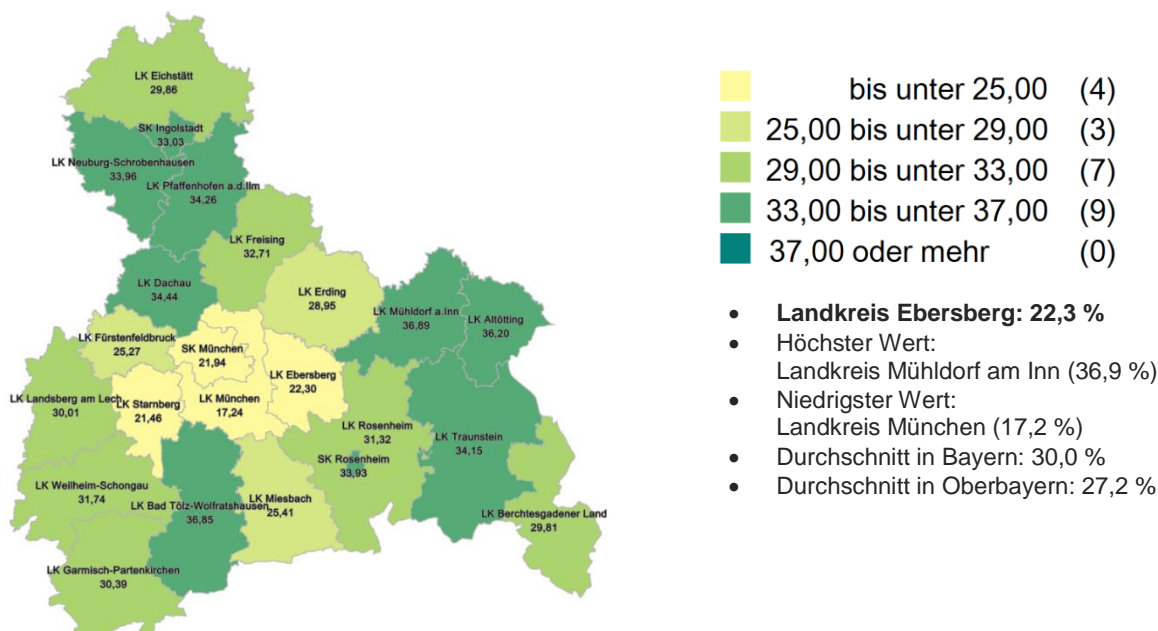 LK Eichstätt
29,86
SK Ingolstadt
33,03
LK Neuburg-Schrobenhausen
33,96
LK Pfaffenhofen a.d.Ilm
34,26
LK Freising
32,71
LK Dachau
34,44
LK Erding
28,95
LK Mühldorf a.Inn
36,89
LK Altötting
36,20
LK Fürstenfeldbruck
25,27
SK München
21,94
LK Ebersberg
22,30
LK Landsberg am Lech
30,01
LK Starnberg
21,46
LK München
17,24
LK Rosenheim
31,32
SK Rosenheim
33,93
LK Traunstein
34,15
LK Weilheim-Schongau
31,74
LK Bad Tölz-Wolfratshausen
36,85
LK Miesbach
25,41
LK Berchtesgadener Land
29,81
LK Garmisch-Partenkirchen
30,39
bis unter 25,00 (4)
25,00 bis unter 29,00 (3)
29,00 bis unter 33,00 (7)
33,00 bis unter 37,00 (9)
37,00 oder mehr (0)
• Landkreis Ebersberg: 22,3 %
• Höchster Wert:
Landkreis Mühldorf am Inn (36,9 %)
• Niedrigster Wert:
Landkreis München (17,2 %)
• Durchschnitt in Bayern: 30,0 %
• Durchschnitt in Oberbayern: 27,2 %